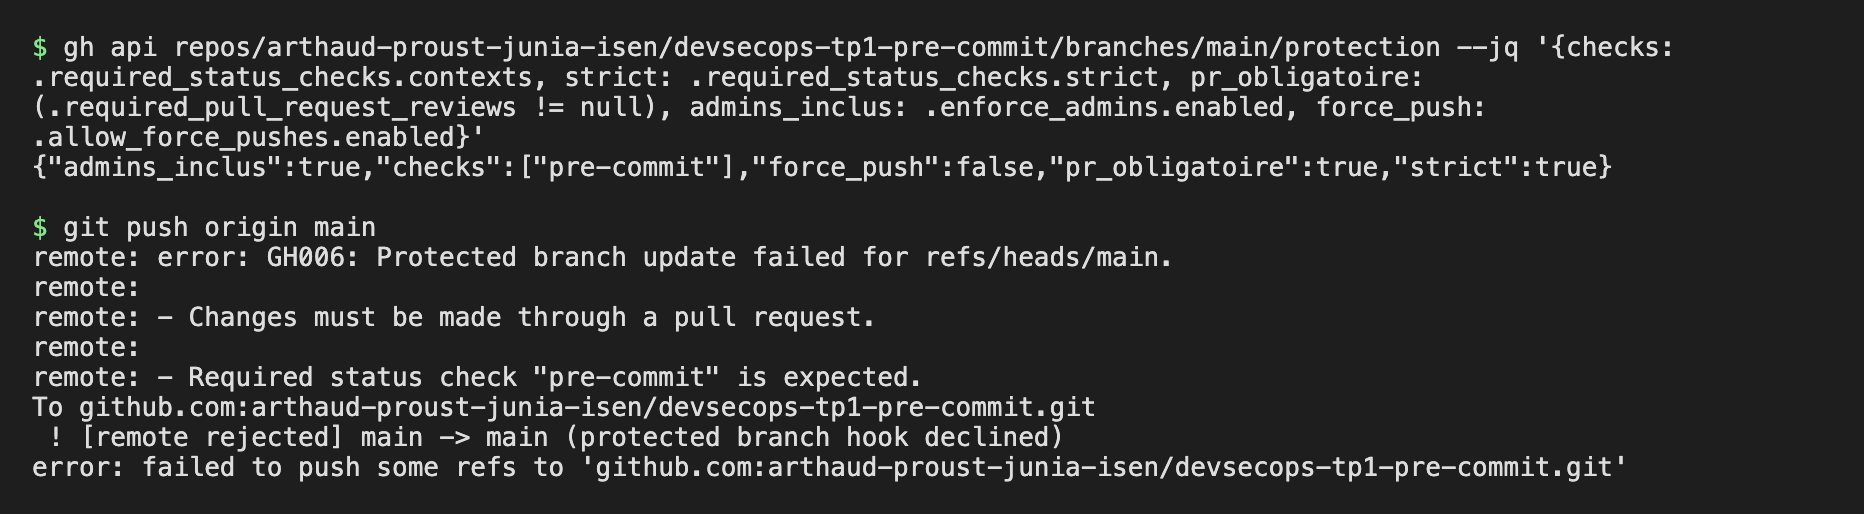 $ gh api repos/arthaud-proust-junia-isen/devsecops-tp1-pre-commit/branches/main/protection --jq '{checks:
.required_status_checks.contexts, strict: .required_status_checks.strict, pr_obligatoire:
(.required_pull_request_reviews != null), admins_inclus: .enforce_admins.enabled, force_push:
.allow_force_pushes.enabled}'
{"admins_inclus":true,"checks":["pre-commit"],"force_push":false,"pr_obligatoire":true,"strict":true}
$ git push origin main
remote: error: GH006: Protected branch update failed for refs/heads/main.
remote:
remote: - Changes must be made through a pull request.
remote:
remote: - Required status check "pre-commit" is expected.
To github.com:arthaud-proust-junia-isen/devsecops-tp1-pre-commit.git
 ! [remote rejected] main -> main (protected branch hook declined)
error: failed to push some refs to 'github.com:arthaud-proust-junia-isen/devsecops-tp1-pre-commit.git'